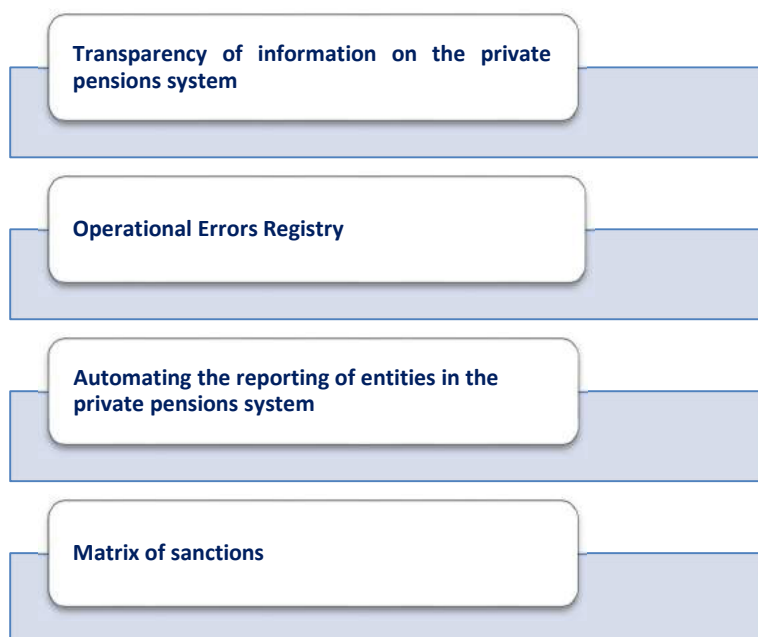 Transparency of information on the private
pensions system
Operational Errors Registry
Automating the reporting of entities in the
private pensions system
Matrix of sanctions